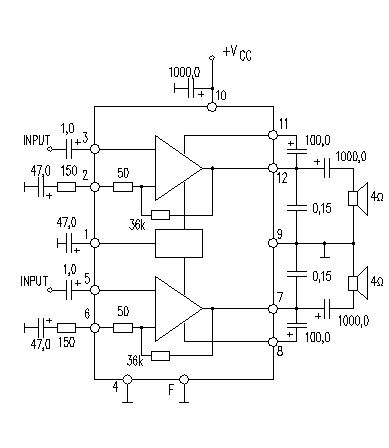 +V CC
1000,0 +
10
11
INPUT 1,0 + 3
+ 100,0
+ 1000,0
12
47,0 + 150 2 50
4Ω
36k
0,15
47,0 + 1
9
INPUT 1,0 + 5
0,15
4Ω
50
7
6
+ 47,0 150
+ 1000,0
+ 100,0
36k
8
4
F